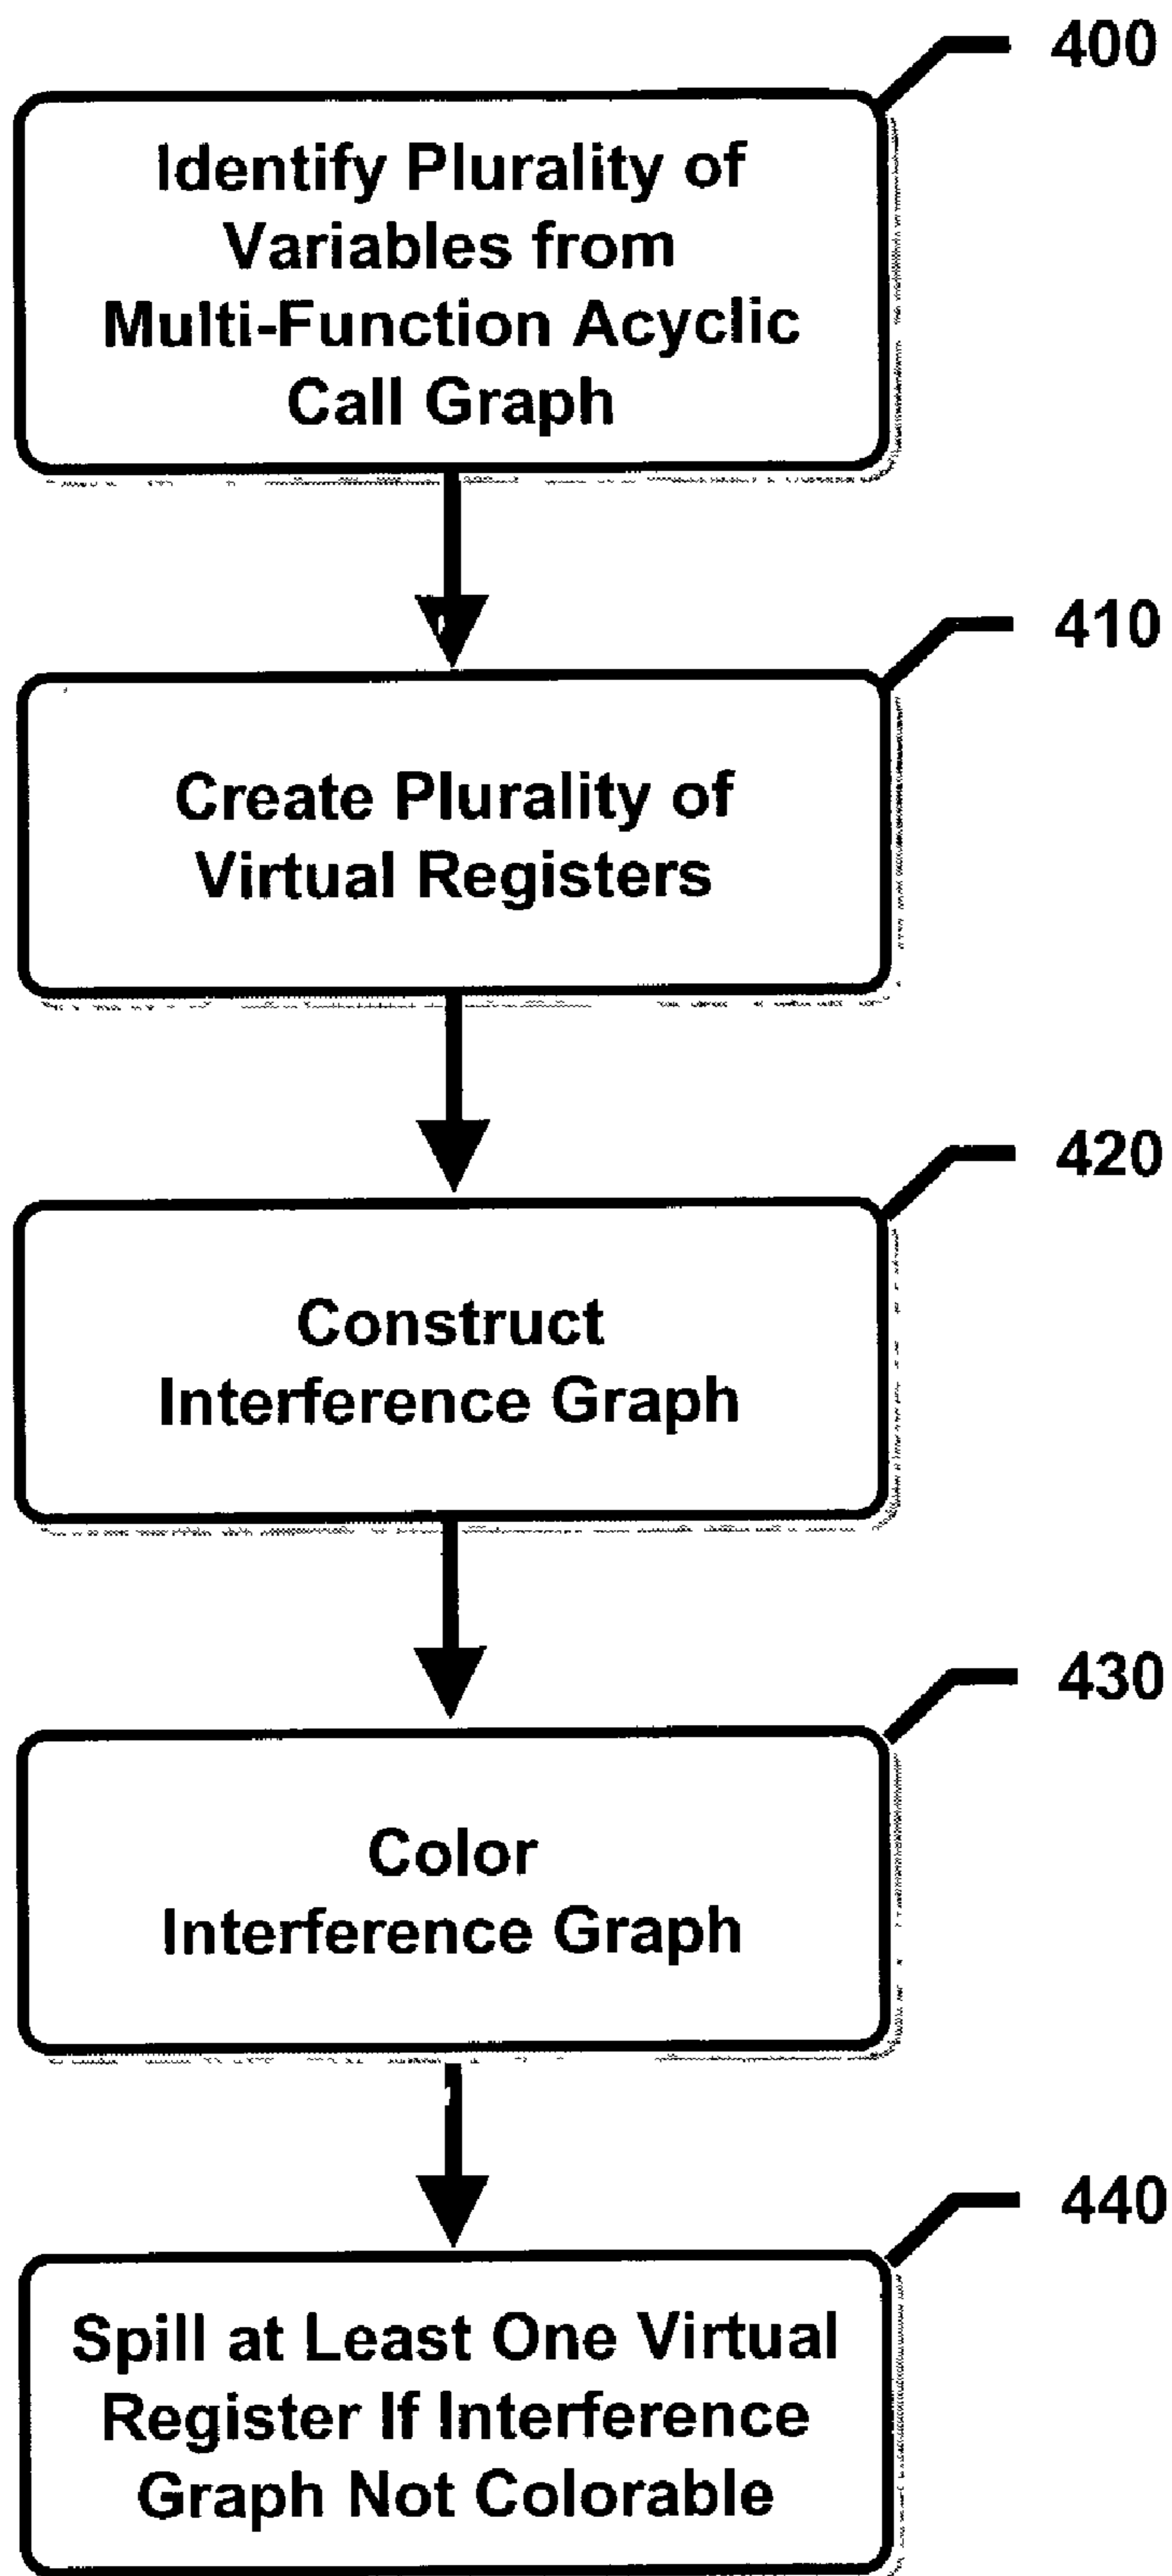 400
Identify Plurality of
Variables from
Multi-Function Acyclic
Call Graph
410
Create Plurality of
Virtual Registers
420
Construct
Interference Graph
430
Color
Interference Graph
440
Spill at Least One Virtual
Register If Interference
Graph Not Colorable